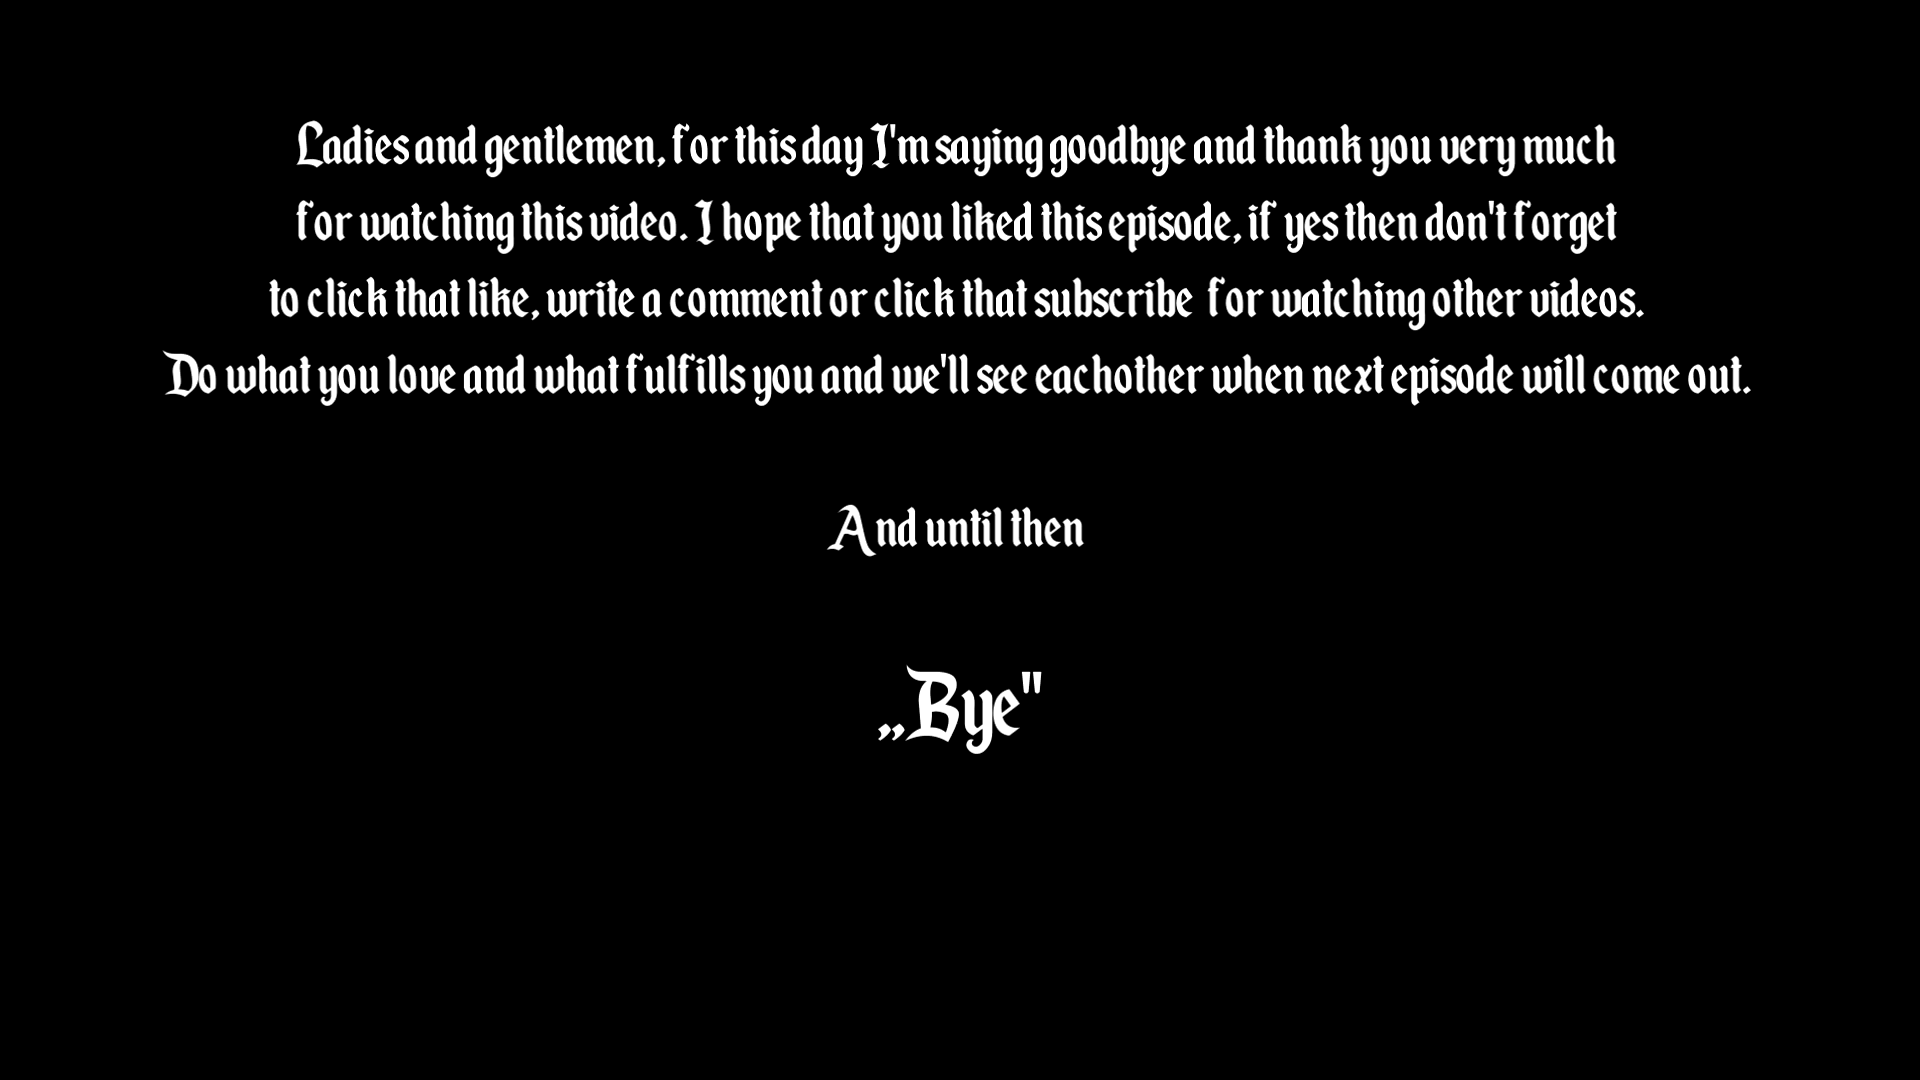 Ladies and gentlemen, for this day I'm saying goodbye and thank you very much
for watching this video. I hope that you liked this episode, if yes then don't forget
to click that like, write a comment or click that subscribe for watching other videos.
Do what you love and what fulfills you and we'll see eachother when next episode will come out.
And until then
„Bye"